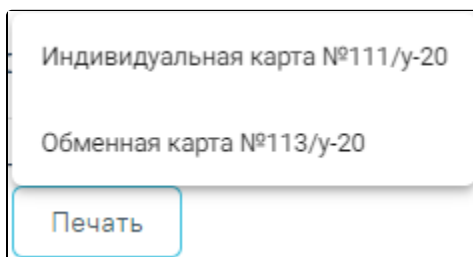 Индивидуальная карта №111/у-20
Обменная карта №113/у-20
Печать